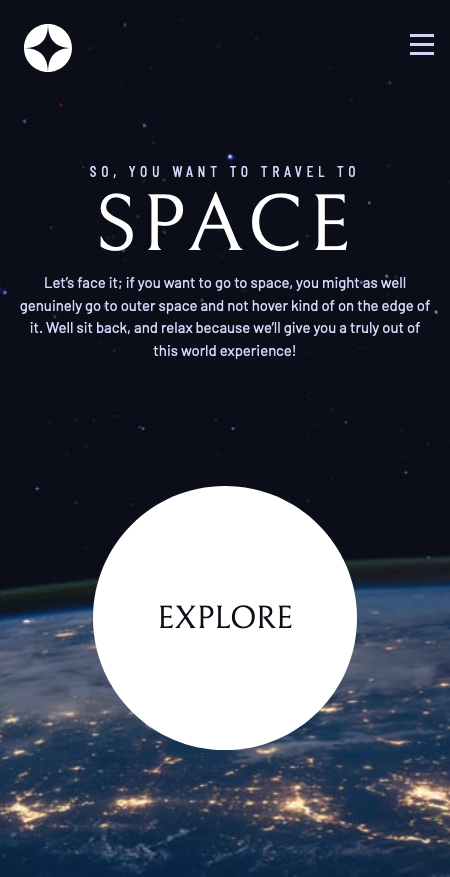 SO, YOU WANT TO TRAVEL TO
SPACE
Let’s face it; if you want to go to space, you might as well
genuinely go to outer space and not hover kind of on the edge of
it. Well sit back, and relax because we’ll give you a truly out of
this world experience!
EXPLORE